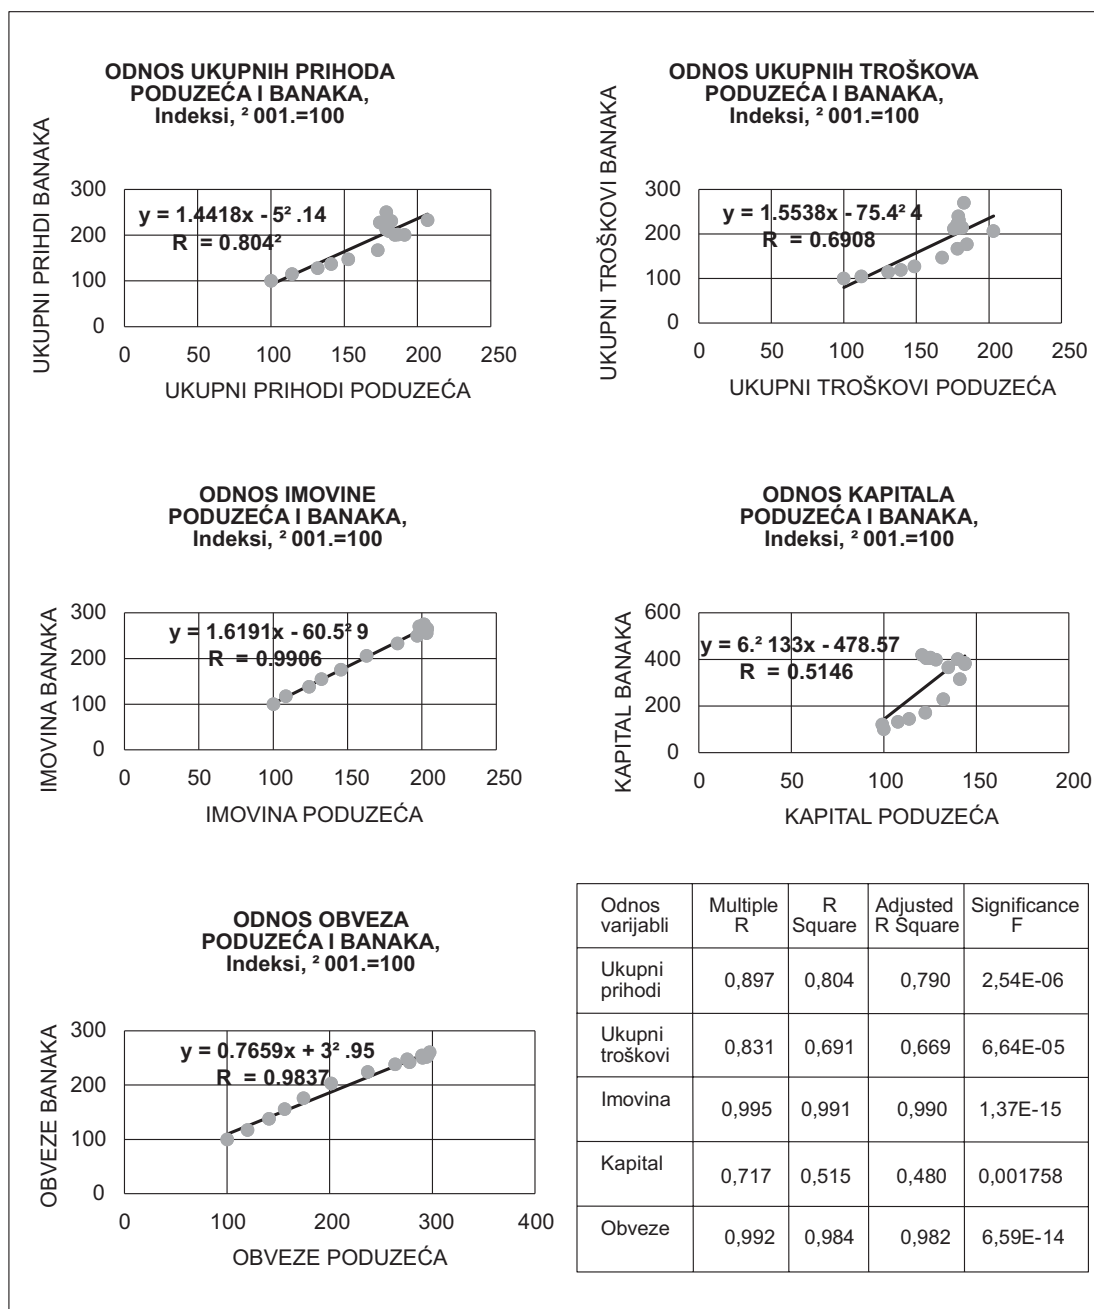 ODNOS UKUPNIH PRIHODA
PODUZEĆA I BANAKA,
Indeksi, ² 001.=100
UKUPNI PRIHDI BANAKA
300
200
100
0
y = 1.4418x - 5² .14
R = 0.804²
0 50 100 150 200 250
UKUPNI PRIHODI PODUZEĆA
ODNOS UKUPNIH TROŠKOVA
PODUZEĆA I BANAKA,
Indeksi, ² 001.=100
UKUPNI TROŠKOVI BANAKA
300
200
100
0
y = 1.5538x - 75.4² 4
R = 0.6908
0 50 100 150 200 250
UKUPNI TROŠKOVI PODUZEĆA
ODNOS IMOVINE
PODUZEĆA I BANAKA,
Indeksi, ² 001.=100
IMOVINA BANAKA
300
200
100
0
y = 1.6191x - 60.5² 9
R = 0.9906
0 50 100 150 200 250
IMOVINA PODUZEĆA
ODNOS KAPITALA
PODUZEĆA I BANAKA,
Indeksi, ² 001.=100
KAPITAL BANAKA
600
400
200
0
y = 6.² 133x - 478.57
R = 0.5146
0 50 100 150 200
KAPITAL PODUZEĆA
ODNOS OBVEZA
PODUZEĆA I BANAKA,
Indeksi, ² 001.=100
OBVEZE BANAKA
300
200
100
0
y = 0.7659x + 3² .95
R = 0.9837
0 100 200 300 400
OBVEZE PODUZEĆA
Odnos varijabli Multiple R R Square Adjusted R Square Significance F
Ukupni prihodi 0,897 0,804 0,790 2,54E-06
Ukupni troškovi 0,831 0,691 0,669 6,64E-05
Imovina 0,995 0,991 0,990 1,37E-15
Kapital 0,717 0,515 0,480 0,001758
Obveze 0,992 0,984 0,982 6,59E-14